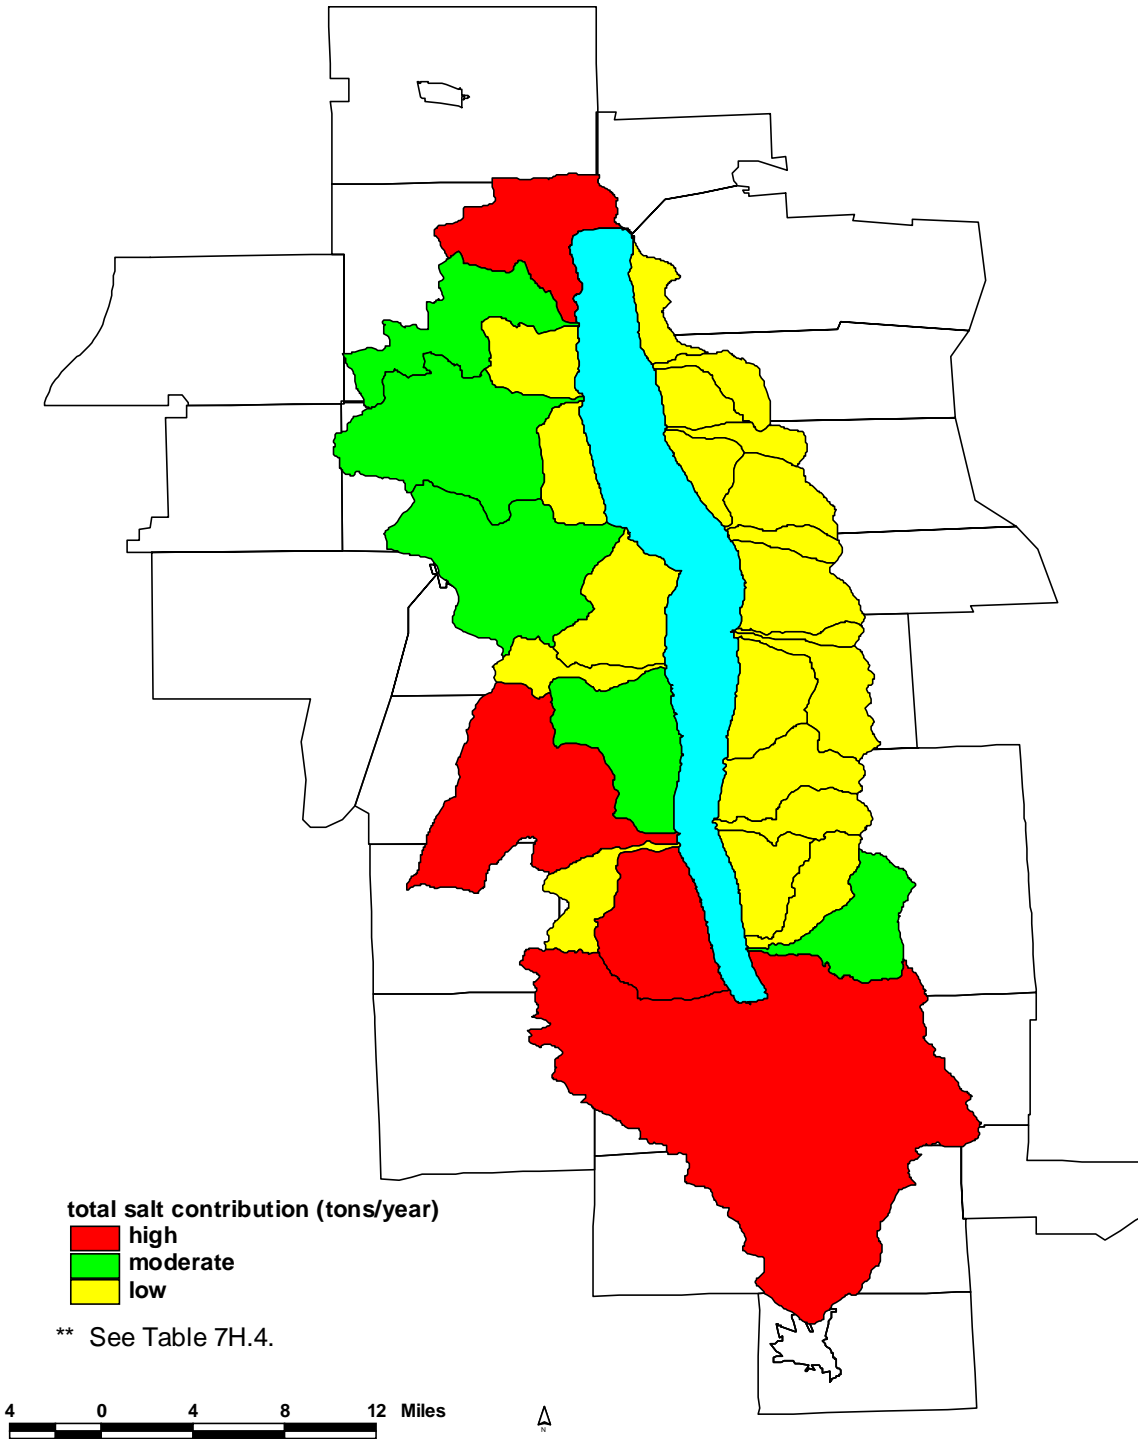 total salt contribution (tons/year)
high
moderate
low
** See Table 7H.4.
4 0 4 8 12 Miles
N